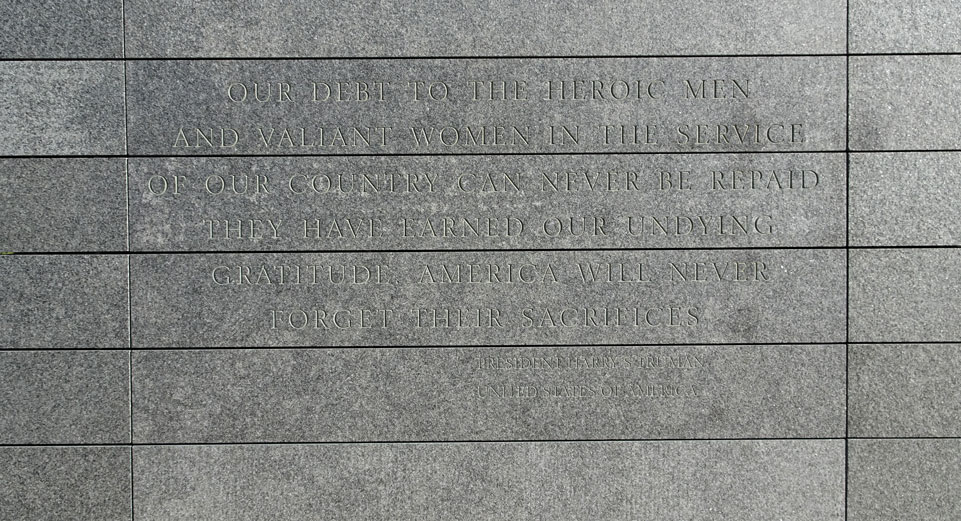 OUR DEBT TO THE HEROIC MEN
AND VALIANT WOMEN IN THE SERVICE
OF OUR COUNTRY CAN NEVER BE REPAID
THEY HAVE EARNED OUR UNDYING
GRATITUDE. AMERICA WILL NEVER
FORGET THEIR SACRIFICES
PRESIDENT HARRY S. TRUMAN
UNITED STATES OF AMERICA